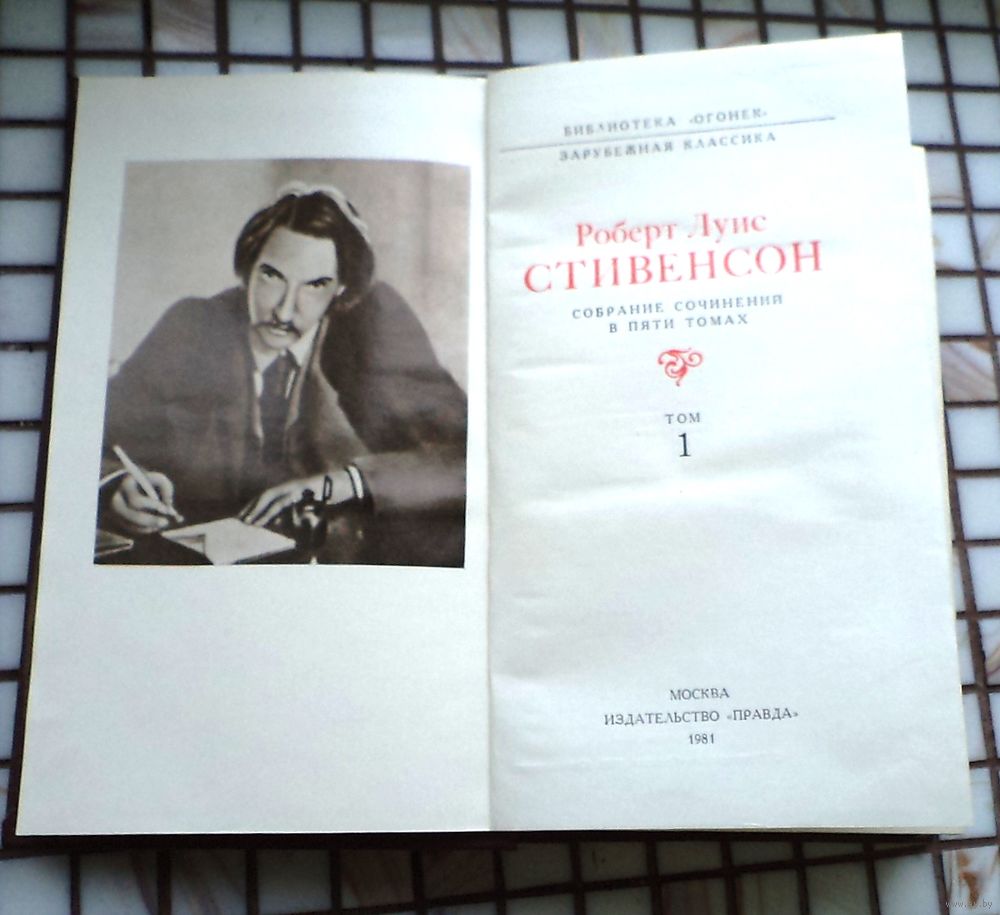 БИБЛИОТЕКА «ОГОНЕК»
ЗАРУБЕЖНАЯ КЛАССИКА
Роберт Луис
СТИВЕНСОН
СОБРАНИЕ СОЧИНЕНИЙ
В ПЯТИ ТОМАХ
ТОМ
1
МОСКВА
ИЗДАТЕЛЬСТВО «ПРАВДА»
1981